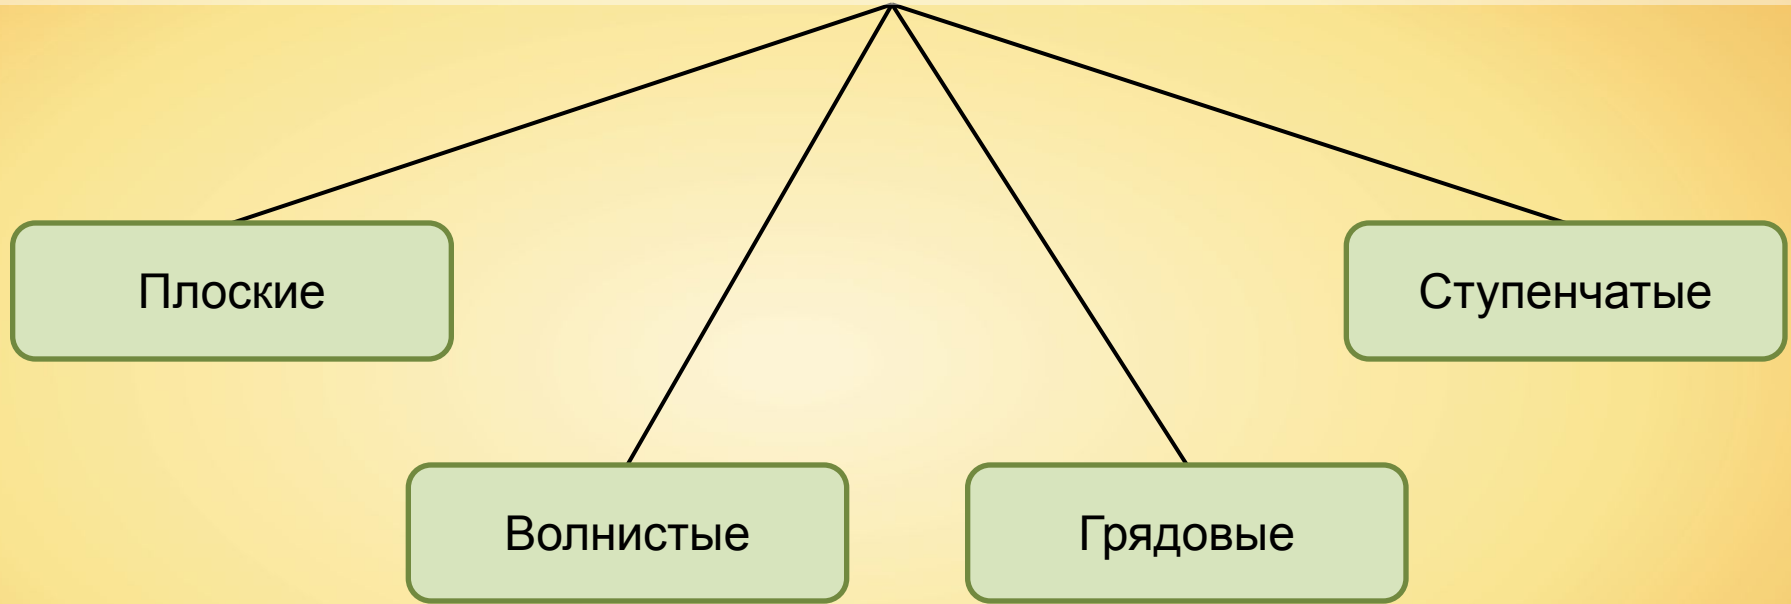 Плоские
Ступенчатые
Волнистые
Грядовые